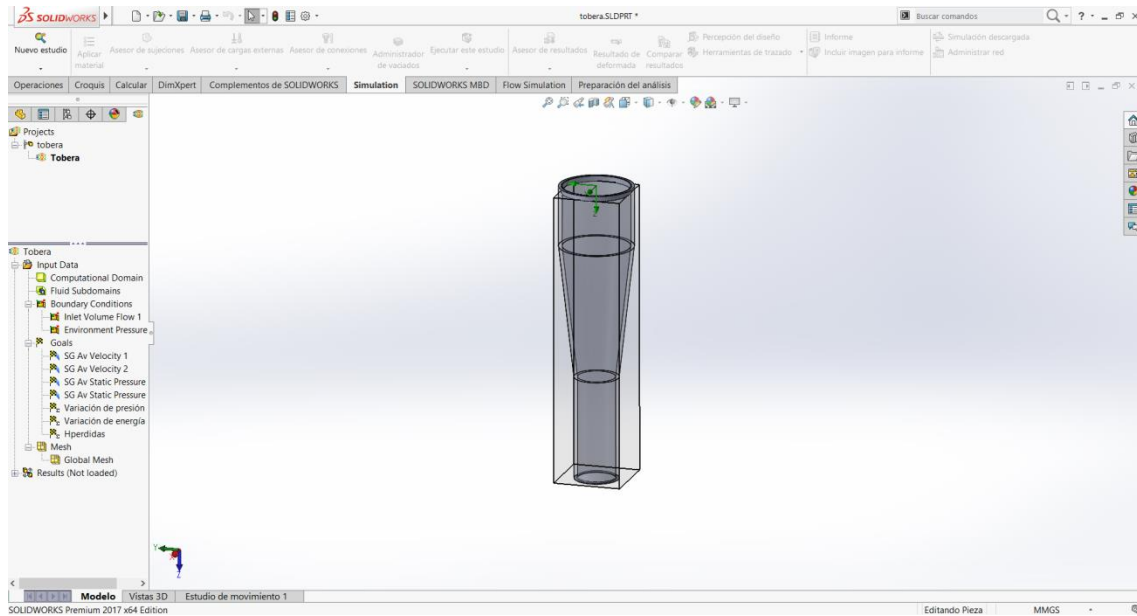 SOLIDWORKS
tobera.SLDPRT *
Buscar comandos
Nuevo estudio
Aplicar material
Asesor de sujeciones
Asesor de cargas externas
Asesor de conexiones
Administrador de vaciados
Ejecutar este estudio
Asesor de resultados
Resultado de deformada
Comparar resultados
Percepción del diseño
Herramientas de trazado
Informe
Incluir imagen para informe
Simulación descargada
Administrar red
Operaciones Croquis Calcular DimXpert Complementos de SOLIDWORKS Simulation SOLIDWORKS MBD Flow Simulation Preparación del análisis
Projects
tobera
Tobera
Tobera
Input Data
Computational Domain
Fluid Subdomains
Boundary Conditions
Inlet Volume Flow 1
Environment Pressure
Goals
SG Av Velocity 1
SG Av Velocity 2
SG Av Static Pressure
SG Av Static Pressure
Variación de presión
Variación de energía
Hperdidas
Mesh
Global Mesh
Results (Not loaded)
Z
Y
Z
Modelo Vistas 3D Estudio de movimiento 1
SOLIDWORKS Premium 2017 x64 Edition
Editando Pieza
MMGS